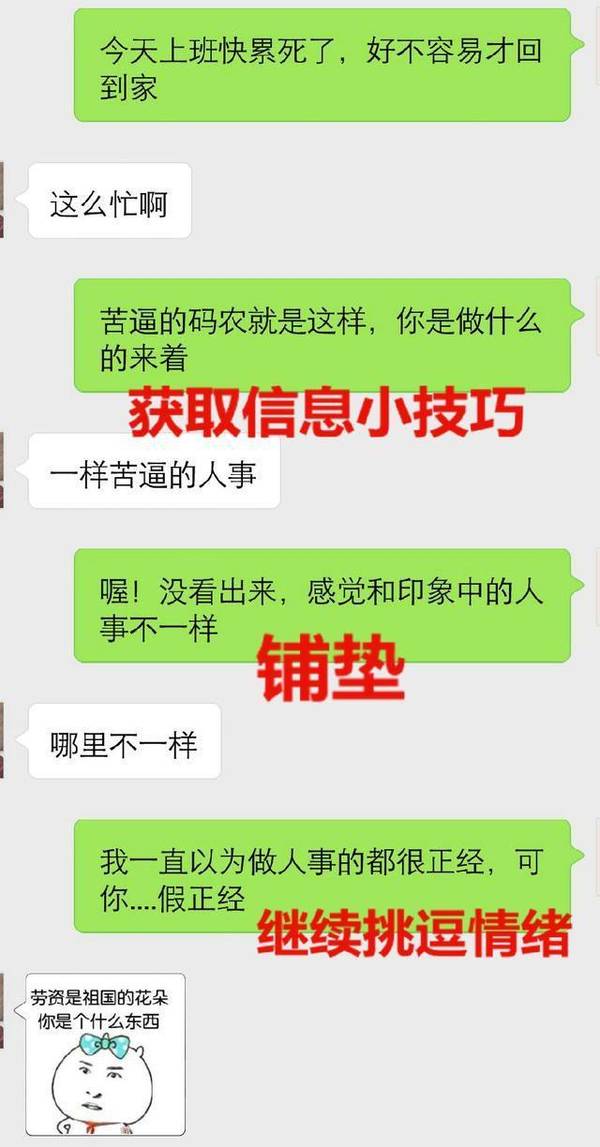 今天上班快累死了，好不容易才回
到家
这么忙啊
苦逼的码农就是这样，你是做什么
的来着
获取信息小技巧
一样苦逼的人事
喔！没看出来，感觉和印象中的人
事不一样
铺垫
哪里不一样
我一直以为做人事的都很正经，可
你....假正经
继续挑逗情绪
劳资是祖国的花朵
你是个什么东西